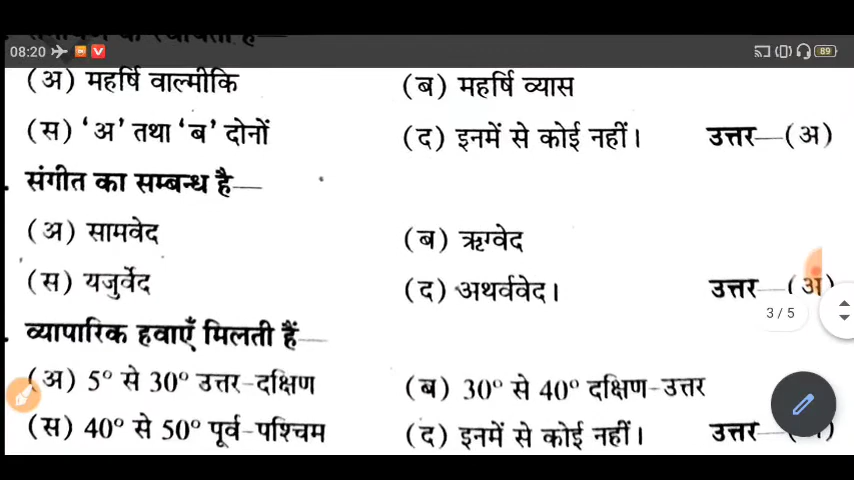 08:20 89
(अ) महर्षि वाल्मीकि (ब) महर्षि व्यास
(स) ‘अ’ तथा ‘ब’ दोनों (द) इनमें से कोई नहीं। उत्तर—(अ)
. संगीत का सम्बन्ध है—
(अ) सामवेद (ब) ऋग्वेद
(स) यजुर्वेद (द) अथर्ववेद। उत्तर—(अ)
3 / 5
. व्यापारिक हवाएँ मिलती हैं—
(अ) 5° से 30° उत्तर-दक्षिण (ब) 30° से 40° दक्षिण-उत्तर
(स) 40° से 50° पूर्व-पश्चिम (द) इनमें से कोई नहीं। उत्तर—